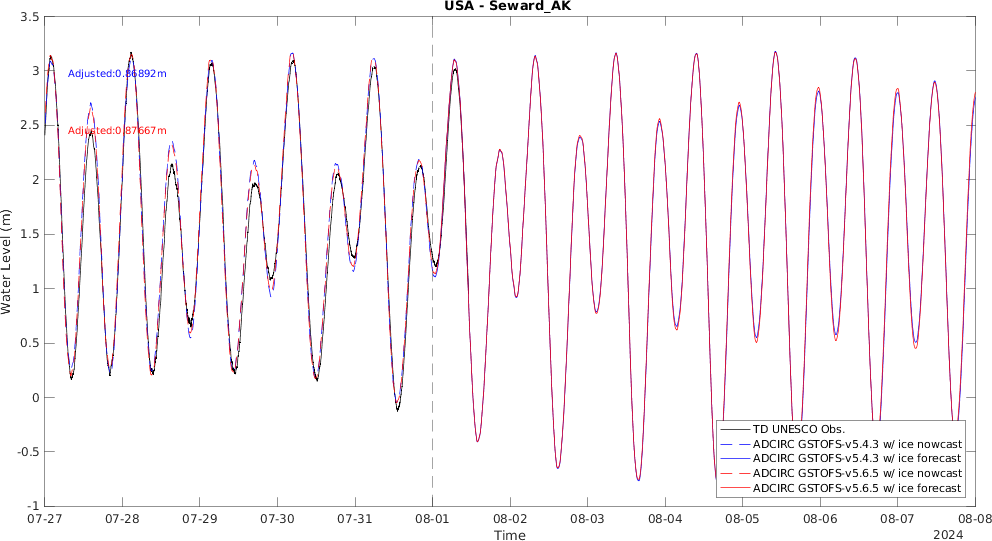 USA - Seward_AK
3.5
3
2.5
2
1.5
1
0.5
0
-0.5
-1
Water Level (m)
Adjusted:0.86892m
Adjusted:0.87667m
TD UNESCO Obs.
ADCIRC GSTOFS-v5.4.3 w/ ice nowcast
ADCIRC GSTOFS-v5.4.3 w/ ice forecast
ADCIRC GSTOFS-v5.6.5 w/ ice nowcast
ADCIRC GSTOFS-v5.6.5 w/ ice forecast
07-27 07-28 07-29 07-30 07-31 08-01 08-02 08-03 08-04 08-05 08-06 08-07 08-08
Time
2024